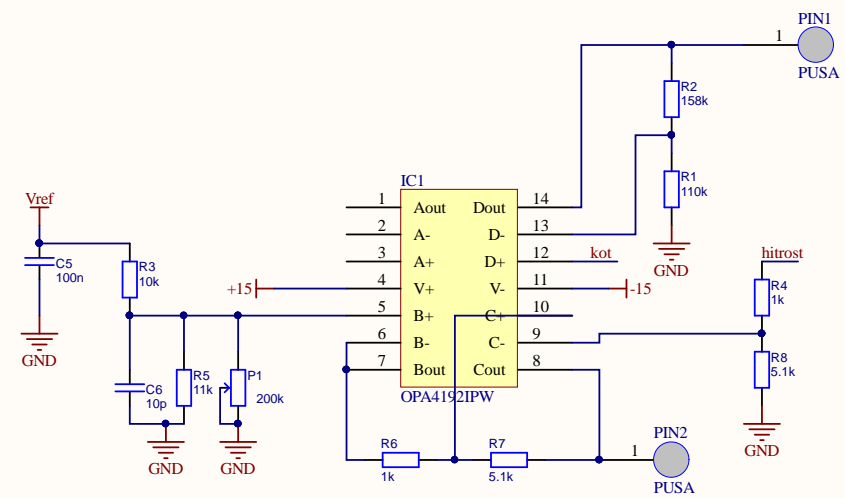 PIN1
1
PUSA
R2
158k
R1
110k
GND
IC1
1 Aout Dout 14
2 A- D- 13
3 A+ D+ 12 kot
+15 4 V+ V- 11 -15
5 B+ C+ 10
6 B- C- 9
7 Bout Cout 8
OPA4192IPW
Vref
C5
100n
GND
R3
10k
C6
10p
R5
11k
GND
P1
200k
GND
hitrost
R4
1k
R8
5.1k
GND
R6
1k
R7
5.1k
PIN2
1
PUSA